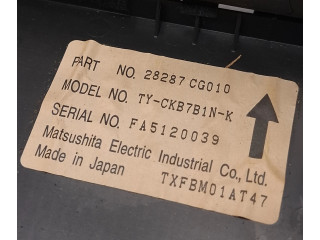 PART NO. 28287 CG010
MODEL NO. TY-CKB7B1N-K
SERIAL NO. FA5120039
Matsushita Electric Industrial Co., Ltd.
Made in Japan TXFBM01AT47